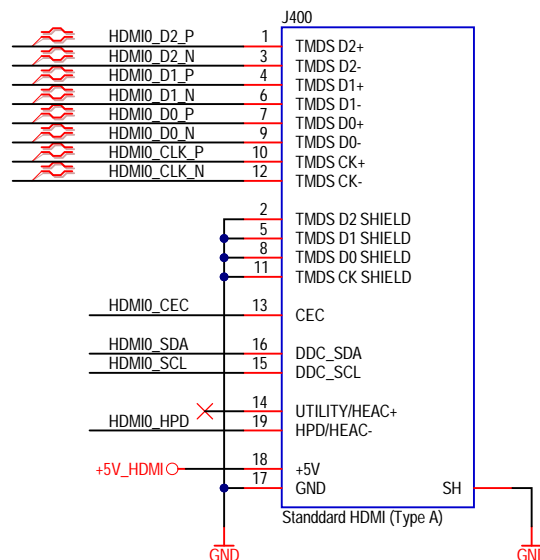 J400
HDMI0_D2_P 1 TMDS D2+
HDMI0_D2_N 3 TMDS D2-
HDMI0_D1_P 4 TMDS D1+
HDMI0_D1_N 6 TMDS D1-
HDMI0_D0_P 7 TMDS D0+
HDMI0_D0_N 9 TMDS D0-
HDMI0_CLK_P 10 TMDS CK+
HDMI0_CLK_N 12 TMDS CK-
2 TMDS D2 SHIELD
5 TMDS D1 SHIELD
8 TMDS D0 SHIELD
11 TMDS CK SHIELD
HDMI0_CEC 13 CEC
HDMI0_SDA 16 DDC_SDA
HDMI0_SCL 15 DDC_SCL
14 UTILITY/HEAC+
HDMI0_HPD 19 HPD/HEAC-
+5V_HDMI 18 +5V
17 GND SH
Standdard HDMI (Type A)
GND GND